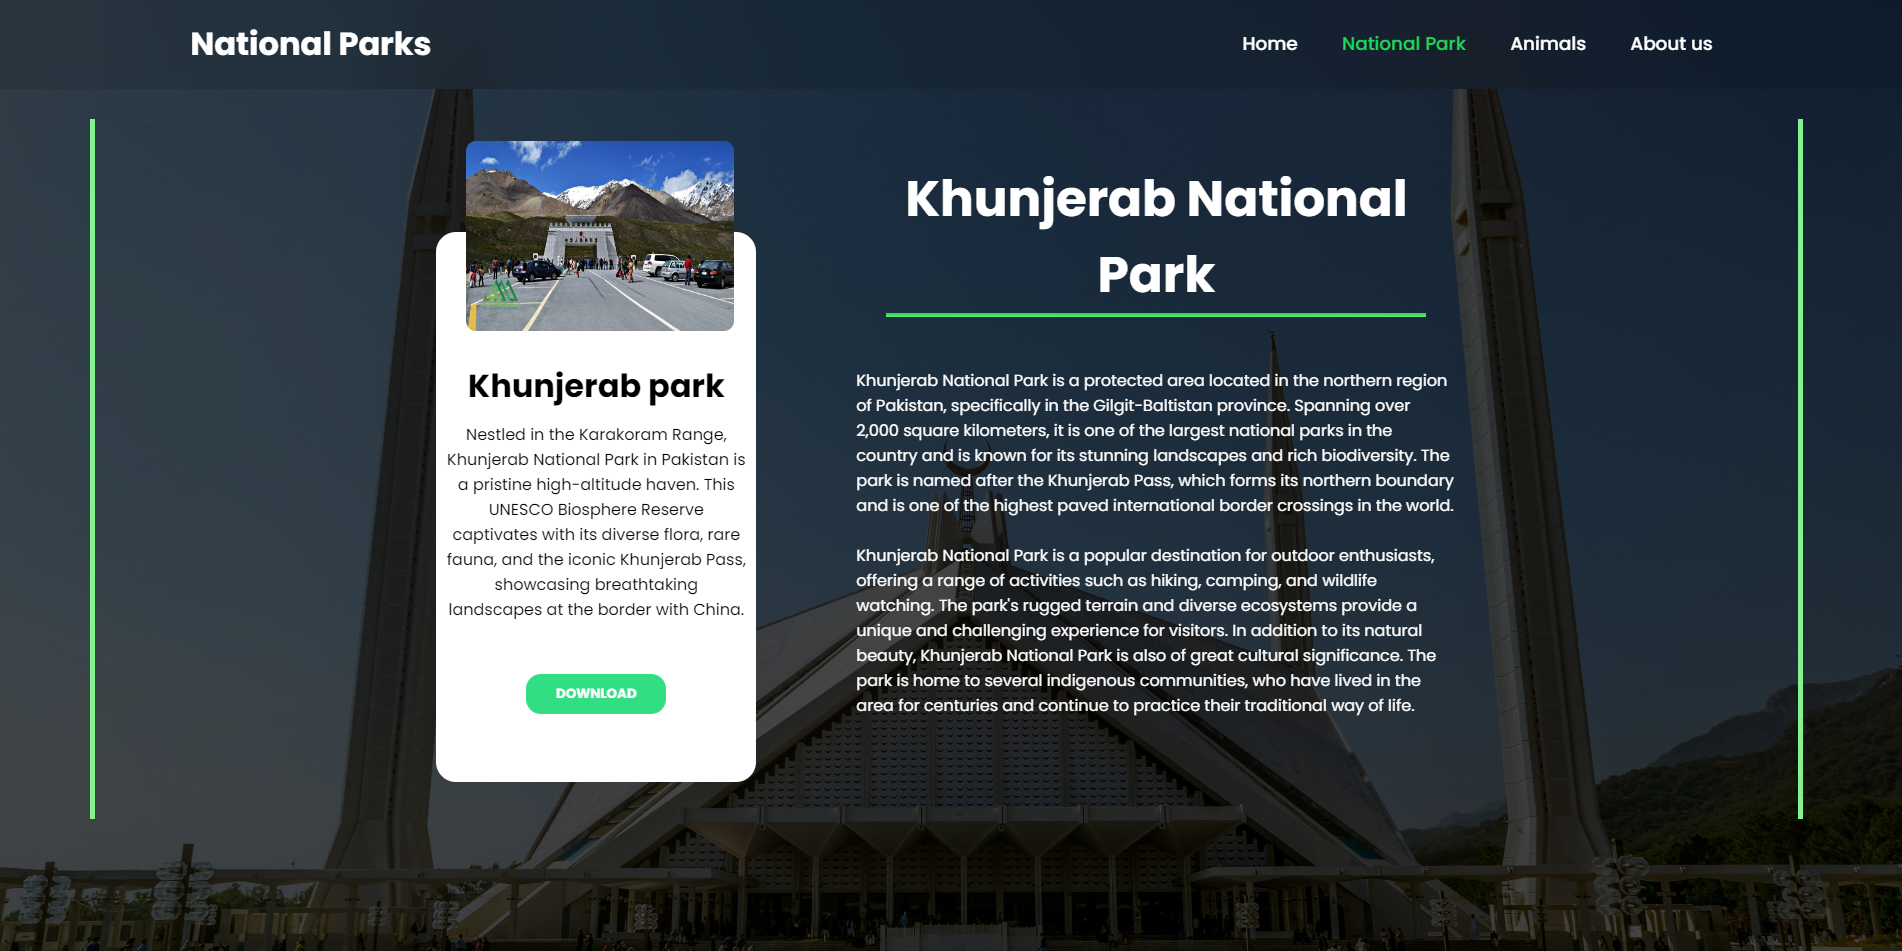 National Parks
Home
National Park
Animals
About us
Khunjerab park
Nestled in the Karakoram Range,
Khunjerab National Park in Pakistan is
a pristine high-altitude haven. This
UNESCO Biosphere Reserve
captivates with its diverse flora, rare
fauna, and the iconic Khunjerab Pass,
showcasing breathtaking
landscapes at the border with China.
DOWNLOAD
Khunjerab National
Park
Khunjerab National Park is a protected area located in the northern region
of Pakistan, specifically in the Gilgit-Baltistan province. Spanning over
2,000 square kilometers, it is one of the largest national parks in the
country and is known for its stunning landscapes and rich biodiversity. The
park is named after the Khunjerab Pass, which forms its northern boundary
and is one of the highest paved international border crossings in the world.
Khunjerab National Park is a popular destination for outdoor enthusiasts,
offering a range of activities such as hiking, camping, and wildlife
watching. The park's rugged terrain and diverse ecosystems provide a
unique and challenging experience for visitors. In addition to its natural
beauty, Khunjerab National Park is also of great cultural significance. The
park is home to several indigenous communities, who have lived in the
area for centuries and continue to practice their traditional way of life.